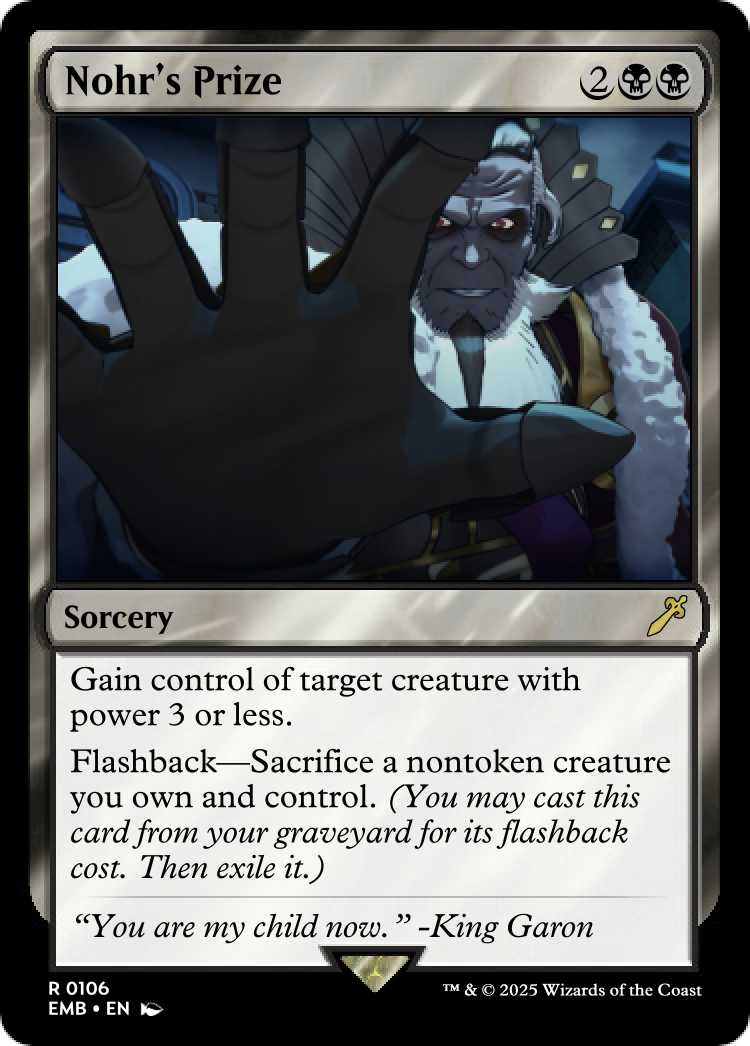 Nohr's Prize 2
Sorcery
Gain control of target creature with
power 3 or less.
Flashback—Sacrifice a nontoken creature
you own and control. (You may cast this
card from your graveyard for its flashback
cost. Then exile it.)
“You are my child now.” -King Garon
R 0106
EMB • EN
™ & © 2025 Wizards of the Coast